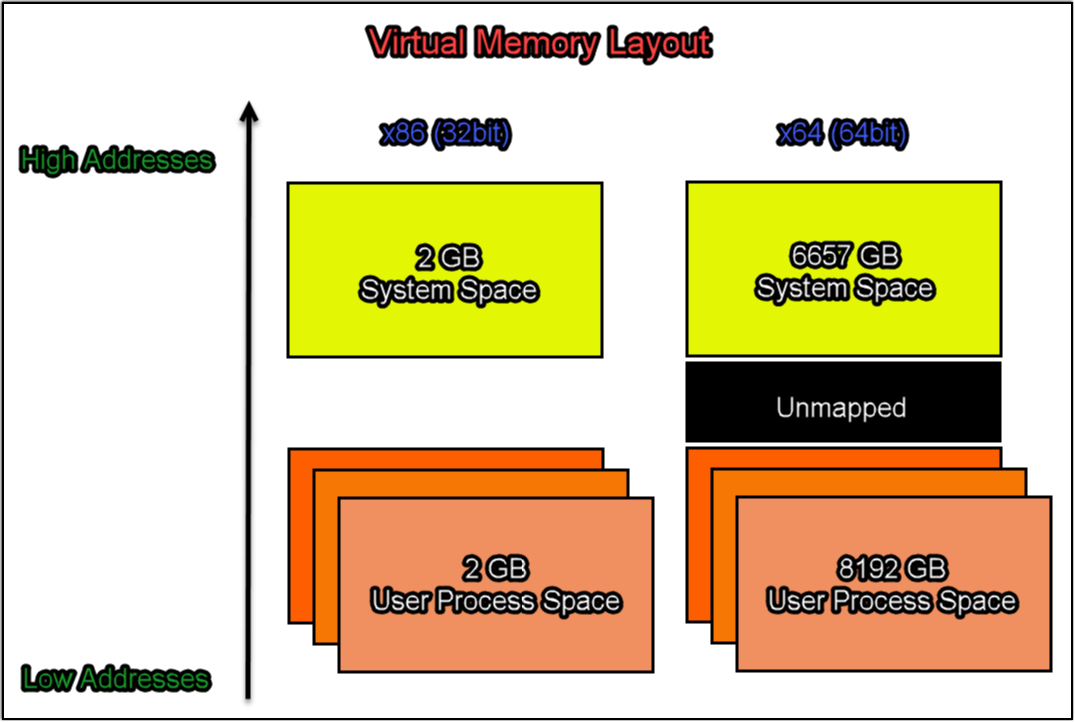 Virtual Memory Layout
x86 (32bit)
x64 (64bit)
High Addresses
2 GB
System Space
6657 GB
System Space
Unmapped
2 GB
User Process Space
8192 GB
User Process Space
Low Addresses